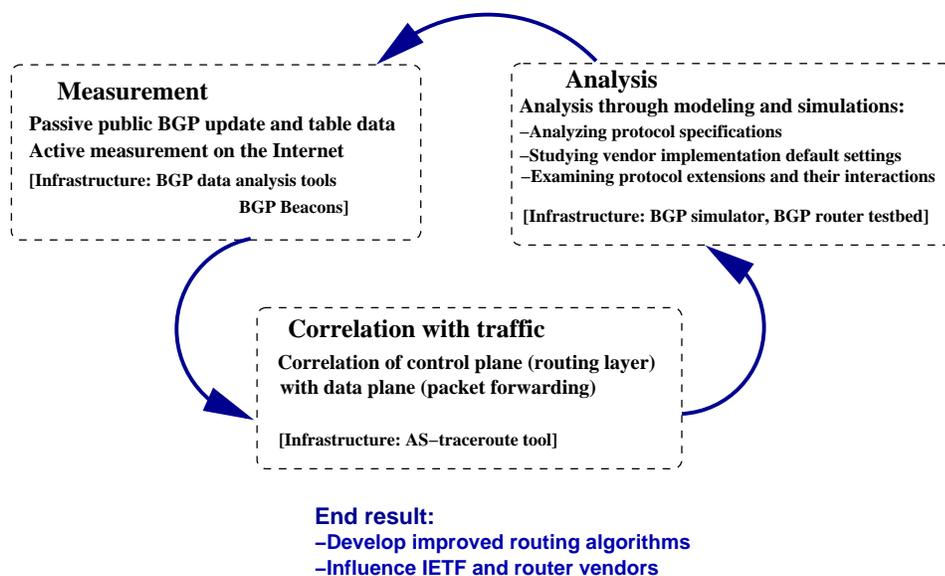 Measurement
Passive public BGP update and table data
Active measurement on the Internet
[Infrastructure: BGP data analysis tools
BGP Beacons]
Analysis
Analysis through modeling and simulations:
−Analyzing protocol specifications
−Studying vendor implementation default settings
−Examining protocol extensions and their interactions
[Infrastructure: BGP simulator, BGP router testbed]
Correlation with traffic
Correlation of control plane (routing layer)
with data plane (packet forwarding)
[Infrastructure: AS−traceroute tool]
End result:
−Develop improved routing algorithms
−Influence IETF and router vendors